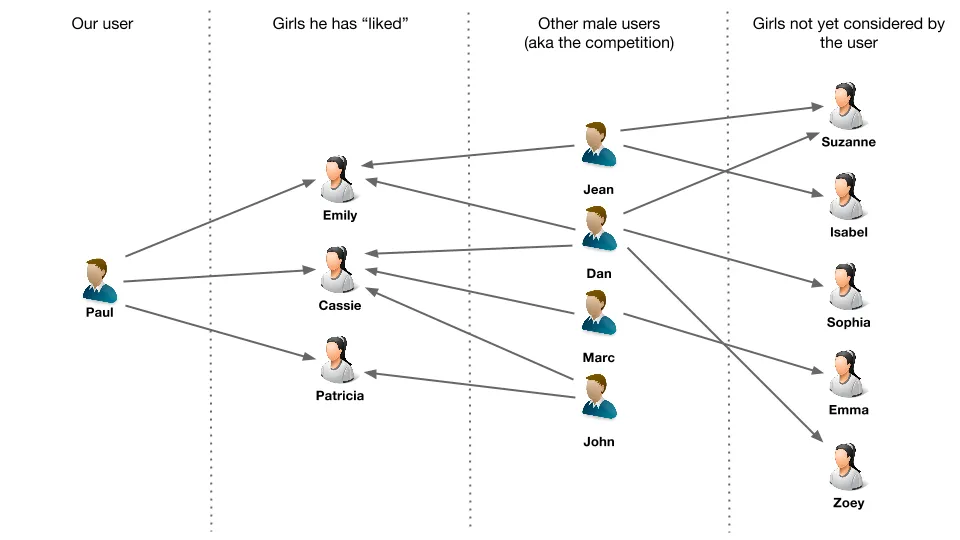 Our user
Girls he has “liked”
Other male users
(aka the competition)
Girls not yet considered by
the user
Paul
Emily
Cassie
Patricia
Jean
Dan
Marc
John
Suzanne
Isabel
Sophia
Emma
Zoey